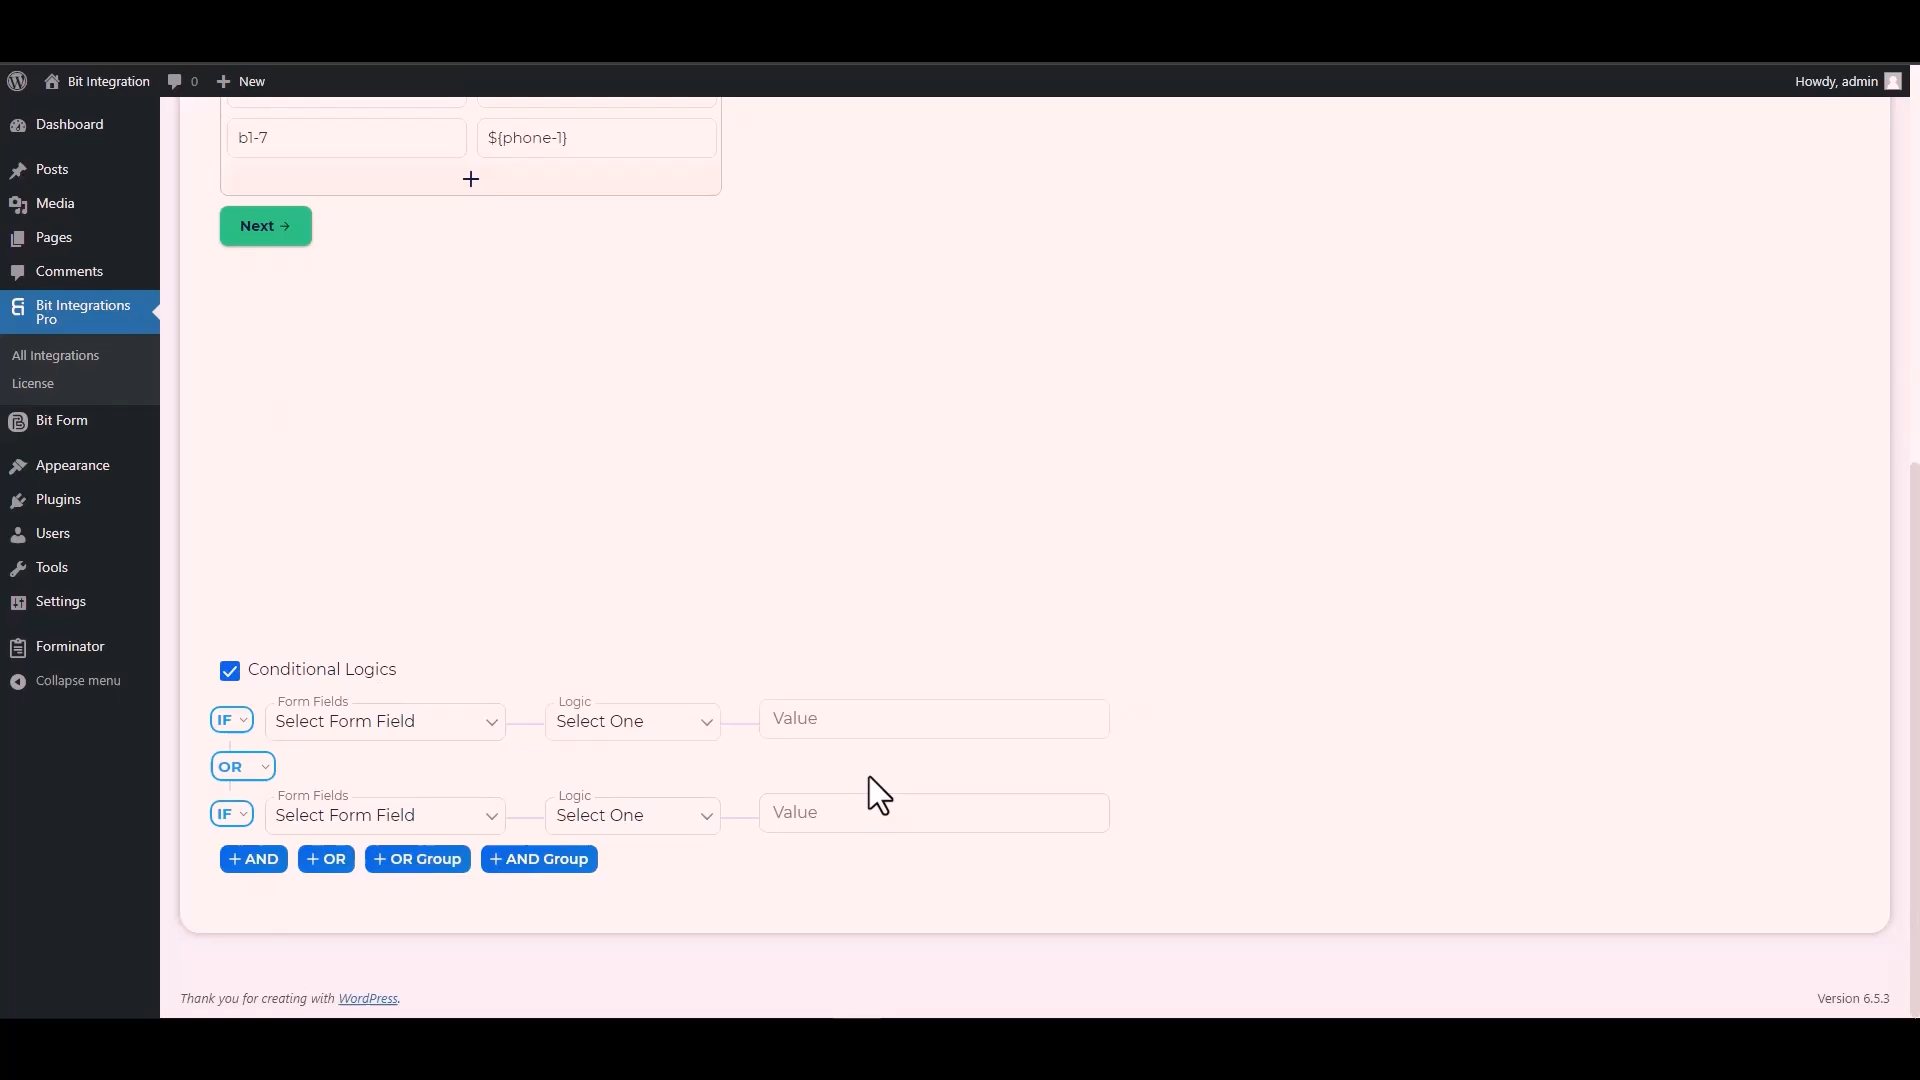 Bit Integration
0
New
Howdy, admin
Dashboard
Posts
Media
Pages
Comments
Bit Integrations
Pro
All Integrations
License
Bit Form
Appearance
Plugins
Users
Tools
Settings
Forminator
Collapse menu
b1-7
${phone-1}
+
Next →
Conditional Logics
IF
Form Fields
Select Form Field
Logic
Select One
Value
OR
IF
Form Fields
Select Form Field
Logic
Select One
Value
+ AND
+ OR
+ OR Group
+ AND Group
Thank you for creating with WordPress.
Version 6.5.3